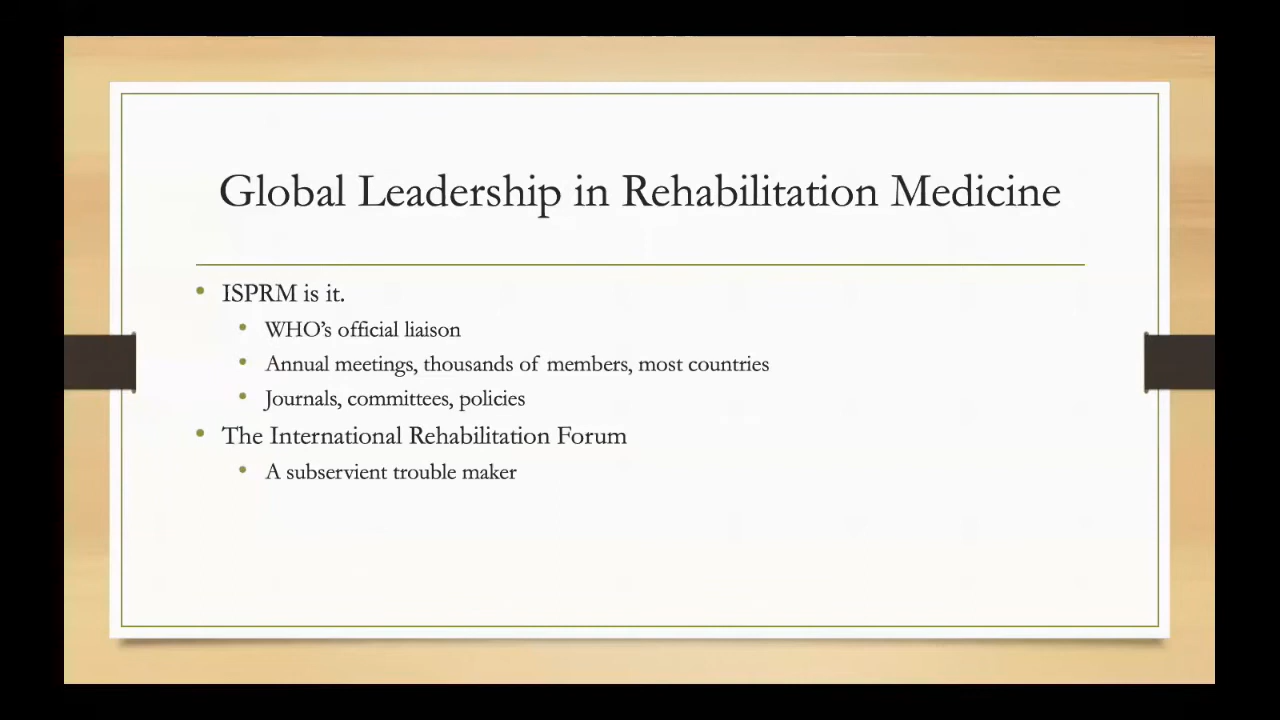 Global Leadership in Rehabilitation Medicine
• ISPRM is it.
• WHO’s official liaison
• Annual meetings, thousands of members, most countries
• Journals, committees, policies
• The International Rehabilitation Forum
• A subservient trouble maker